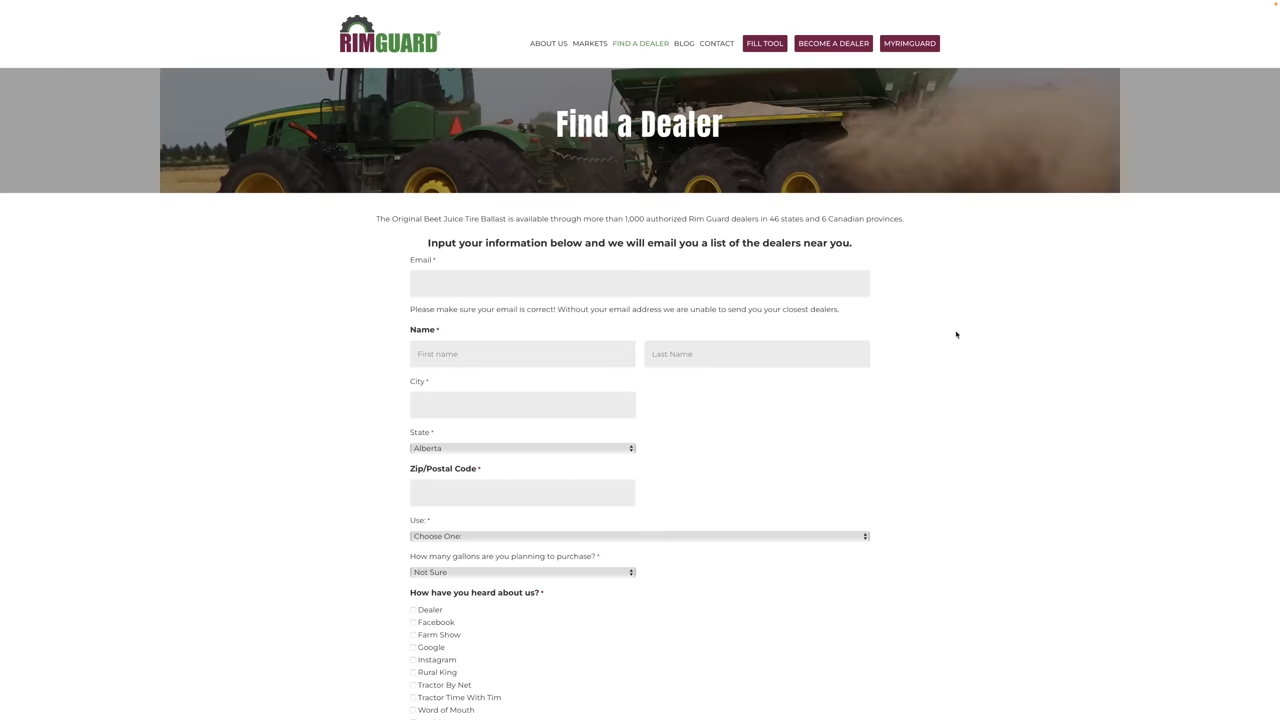 RIMGUARD®
ABOUT US MARKETS FIND A DEALER BLOG CONTACT FILL TOOL BECOME A DEALER MYRIMGUARD
Find a Dealer
The Original Beet Juice Tire Ballast is available through more than 1,000 authorized Rim Guard dealers in 46 states and 6 Canadian provinces.
Input your information below and we will email you a list of the dealers near you.
Email *
Please make sure your email is correct! Without your email address we are unable to send you your closest dealers.
Name *
First name Last Name
City *
State *
Alberta
Zip/Postal Code *
Use: *
Choose One:
How many gallons are you planning to purchase? *
Not Sure
How have you heard about us? *
Dealer
Facebook
Farm Show
Google
Instagram
Rural King
Tractor By Net
Tractor Time With Tim
Word of Mouth